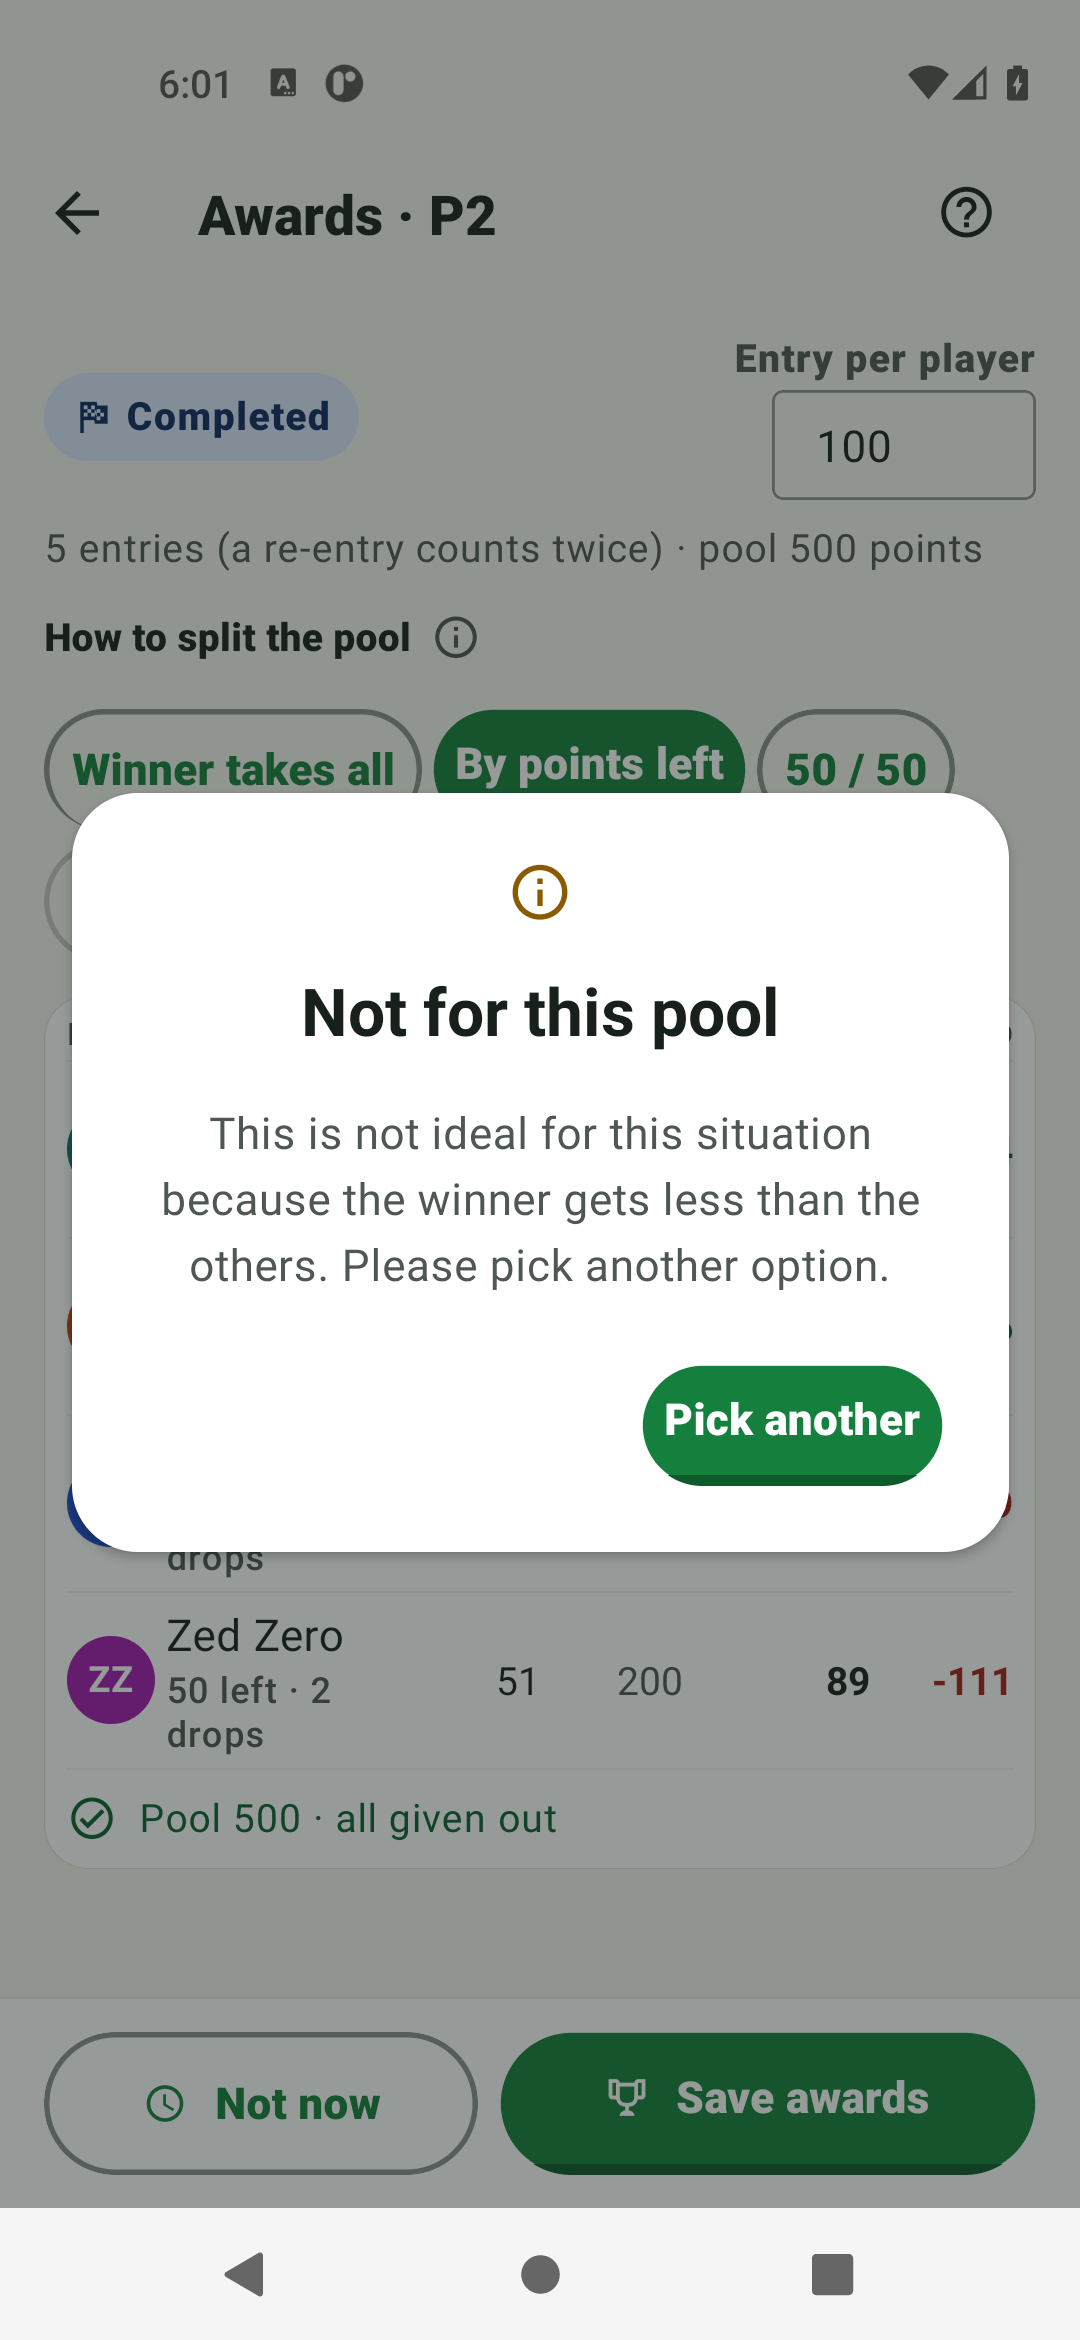 6:01
Awards · P2
Entry per player
Completed
100
5 entries (a re-entry counts twice) · pool 500 points
How to split the pool
Winner takes all
By points left
50 / 50
Not for this pool
This is not ideal for this situation
because the winner gets less than the
others. Please pick another option.
Pick another
drops
Zed Zero
ZZ
50 left · 2
drops
51
200
89
-111
Pool 500 · all given out
Not now
Save awards